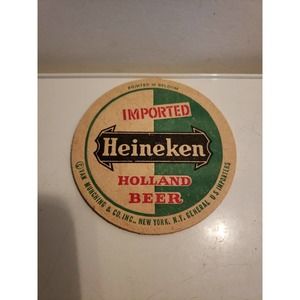 PRINTED IN BELGIUM
IMPORTED
Heineken
HOLLAND
BEER
© VAN MUNCHING & CO. INC., NEW YORK, N.Y. GENERAL U S IMPORTERS